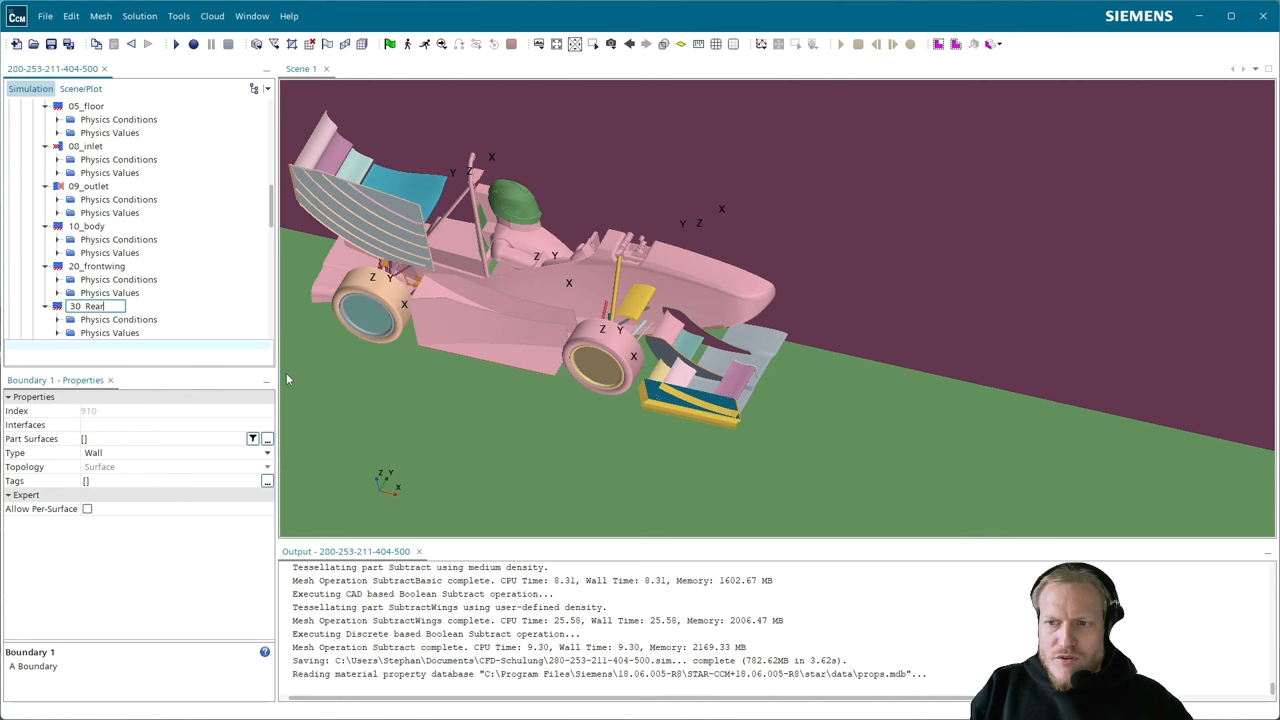 CCM
File Edit Mesh Solution Tools Cloud Window Help
SIEMENS
280-253-211-404-500
Scene 1
Simulation Scene/Plot
05_floor
Physics Conditions
Physics Values
08_inlet
Physics Conditions
Physics Values
09_outlet
Physics Conditions
Physics Values
10_body
Physics Conditions
Physics Values
20_frontwing
Physics Conditions
Physics Values
30_Rear
Physics Conditions
Physics Values
Boundary 1 - Properties
Properties
Index 910
Interfaces
Part Surfaces []
Type Wall
Topology Surface
Tags []
Expert
Allow Per-Surface
Boundary 1
A Boundary
X
Y Z
X
Y Z
Z Y
X
Z Y
X
Z Y
X
Z Y
X
Output - 280-253-211-404-500
Tessellating part Subtract using medium density.
Mesh Operation SubtractBasic complete. CPU Time: 8.31, Wall Time: 8.31, Memory: 1602.67 MB
Executing CAD based Boolean Subtract operation...
Tessellating part SubtractWings using user-defined density.
Mesh Operation SubtractWings complete. CPU Time: 25.58, Wall Time: 25.58, Memory: 2006.47 MB
Executing Discrete based Boolean Subtract operation...
Mesh Operation Subtract complete. CPU Time: 9.30, Wall Time: 9.30, Memory: 2169.33 MB
Saving: C:\Users\Stephan\Documents\CFD-Schulung\280-253-211-404-500.sim... complete (782.62MB in 3.62s).
Reading material property database "C:\Program Files\Siemens\18.06.005-R8\STAR-CCM+18.06.005-R8\star\data\props.mdb"...